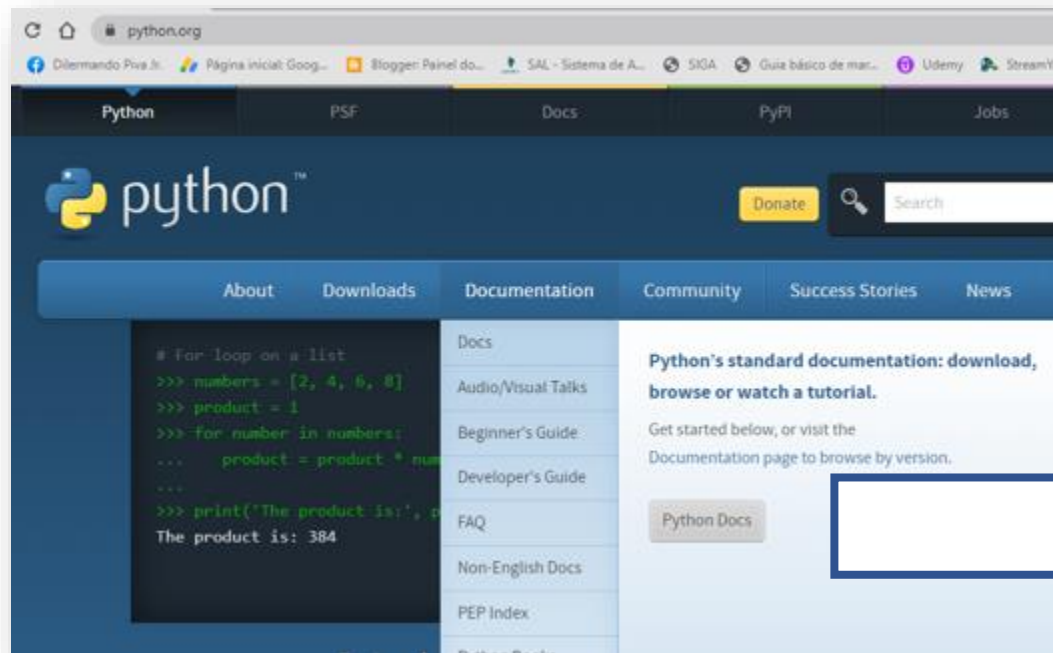 python.org
Dilermando Piva Jr.
Página inicial: Goog...
Blogger: Painel do...
SAL - Sistema de A...
SIGA
Guia básico de mar...
Udemy
StreamY
Python
PSF
Docs
PyPI
Jobs
python™
Donate
Search
About
Downloads
Documentation
Community
Success Stories
News
# For loop on a list
>>> numbers = [2, 4, 6, 8]
>>> product = 1
>>> for number in numbers:
...     product = product * num
...
>>> print('The product is:', p
The product is: 384
Docs
Audio/Visual Talks
Beginner's Guide
Developer's Guide
FAQ
Non-English Docs
PEP Index
Python's standard documentation: download,
browse or watch a tutorial.
Get started below, or visit the
Documentation page to browse by version.
Python Docs